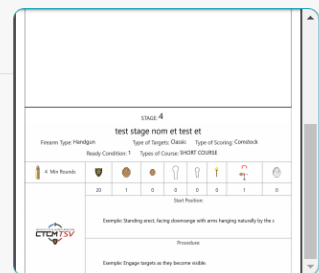 STAGE: 4
test stage nom et test et
Firearm Type: Handgun Type of Targets: Classic Type of Scoring: Comstock
Ready Condition: 1 Types of Course: SHORT COURSE
4 Min Rounds
20 1 0 0 0 0 1 0
Start Position:
Example: Standing erect, facing downrange with arms hanging naturally by the s
CTCMTSV
Procedure
Example: Engage targets as they become visible.